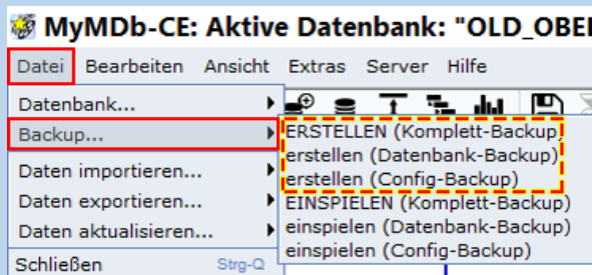 MyMDb-CE: Aktive Datenbank: "OLD_OBE
Datei Bearbeiten Ansicht Extras Server Hilfe
Datenbank...
Backup...
Daten importieren...
Daten exportieren...
Daten aktualisieren...
Schließen Strg-Q
ERSTELLEN (Komplett-Backup)
erstellen (Datenbank-Backup)
erstellen (Config-Backup)
EINSPIELEN (Komplett-Backup)
einspielen (Datenbank-Backup)
einspielen (Config-Backup)